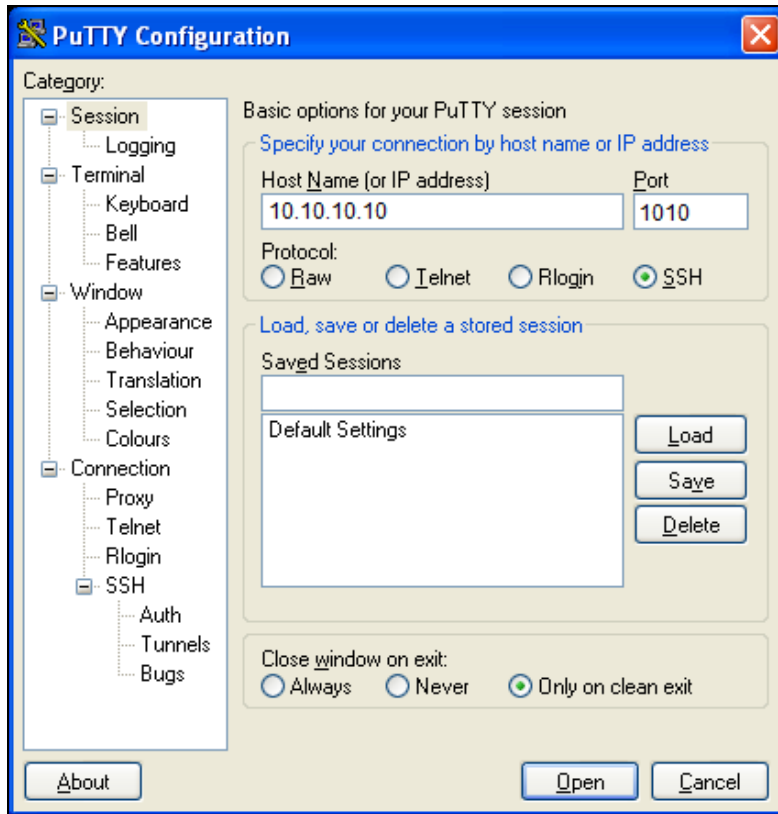 PuTTY Configuration
Category:
Session
Logging
Terminal
Keyboard
Bell
Features
Window
Appearance
Behaviour
Translation
Selection
Colours
Connection
Proxy
Telnet
Rlogin
SSH
Auth
Tunnels
Bugs
Basic options for your PuTTY session
Specify your connection by host name or IP address
Host Name (or IP address) Port
10.10.10.10 1010
Protocol:
Raw Telnet Rlogin SSH
Load, save or delete a stored session
Saved Sessions
Default Settings
Load
Save
Delete
Close window on exit:
Always Never Only on clean exit
About Open Cancel